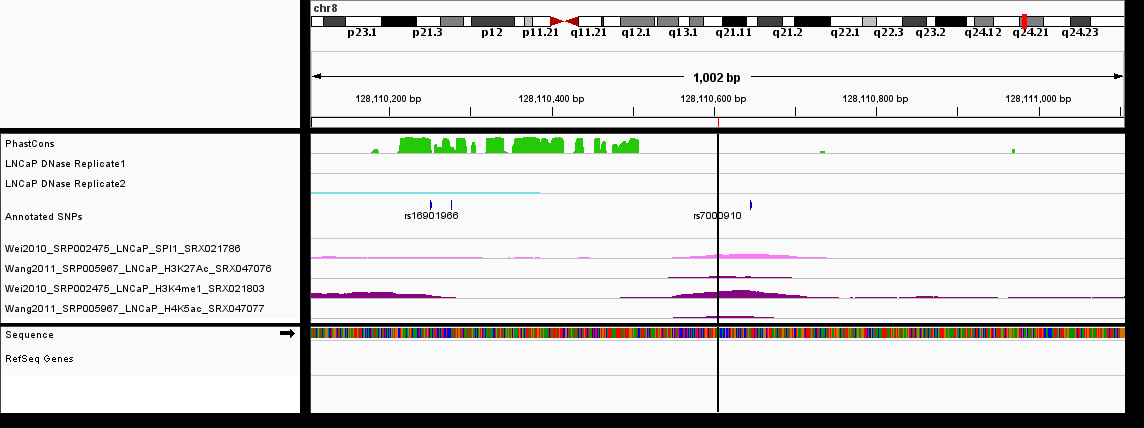 chr8
p23.1 p21.3 p12 p11.21 q11.21 q12.1 q13.1 q21.11 q21.2 q22.1 q22.3 q23.2 q24.12 q24.21 q24.23
1,002 bp
128,110,200 bp 128,110,400 bp 128,110,600 bp 128,110,800 bp 128,111,000 bp
PhastCons
LNCaP DNase Replicate1
LNCaP DNase Replicate2
Annotated SNPs
rs16901966 rs7000910
Wei2010_SRP002475_LNCaP_SPI1_SRX021786
Wang2011_SRP005967_LNCaP_H3K27Ac_SRX047076
Wei2010_SRP002475_LNCaP_H3K4me1_SRX021803
Wang2011_SRP005967_LNCaP_H4K5ac_SRX047077
Sequence
RefSeq Genes